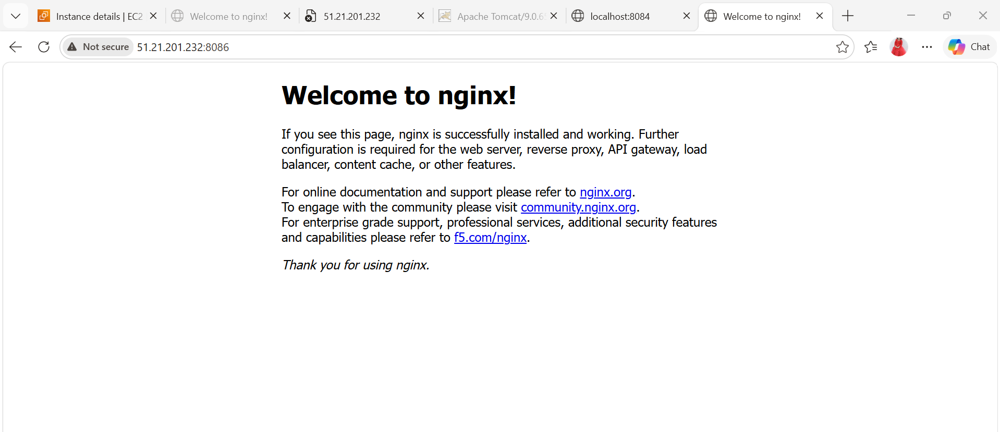 Instance details | EC2
Welcome to nginx!
51.21.201.232
Apache Tomcat/9.0.65
localhost:8084
Welcome to nginx!
Not secure
51.21.201.232:8086
Chat
Welcome to nginx!
If you see this page, nginx is successfully installed and working. Further
configuration is required for the web server, reverse proxy, API gateway, load
balancer, content cache, or other features.
For online documentation and support please refer to nginx.org.
To engage with the community please visit community.nginx.org.
For enterprise grade support, professional services, additional security features
and capabilities please refer to f5.com/nginx.
Thank you for using nginx.